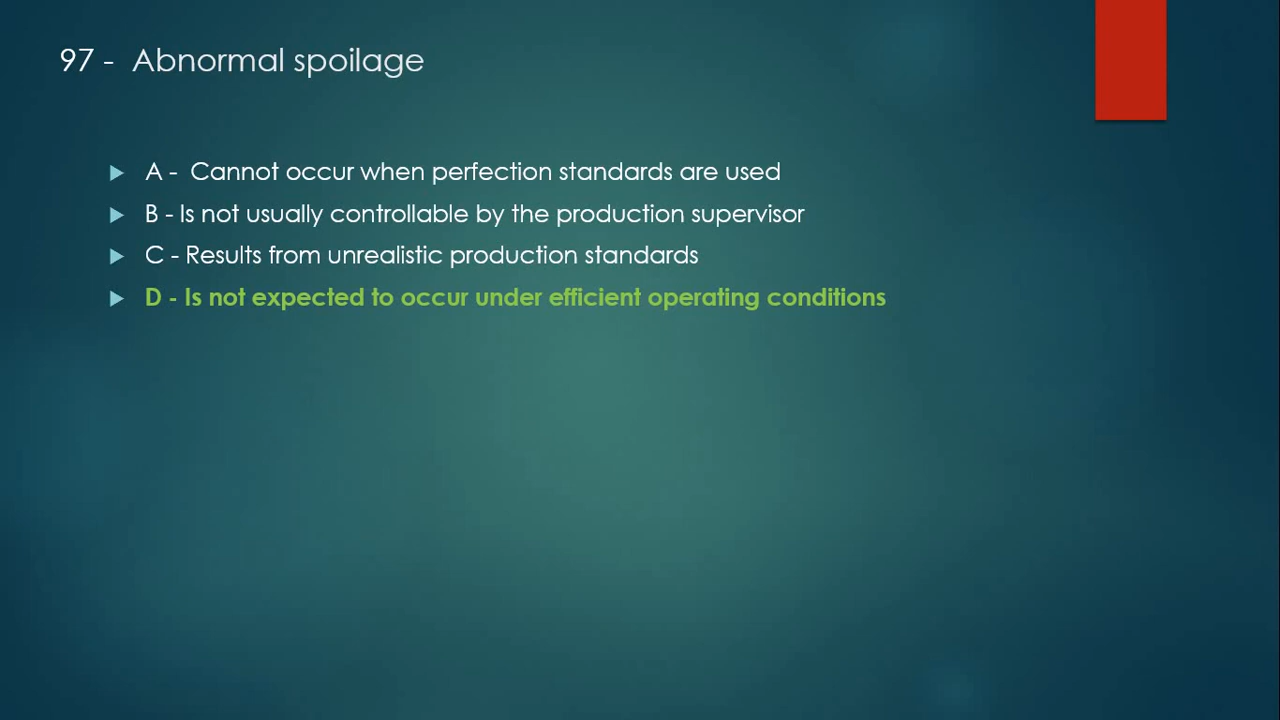 97 - Abnormal spoilage
A - Cannot occur when perfection standards are used
B - Is not usually controllable by the production supervisor
C - Results from unrealistic production standards
D - Is not expected to occur under efficient operating conditions